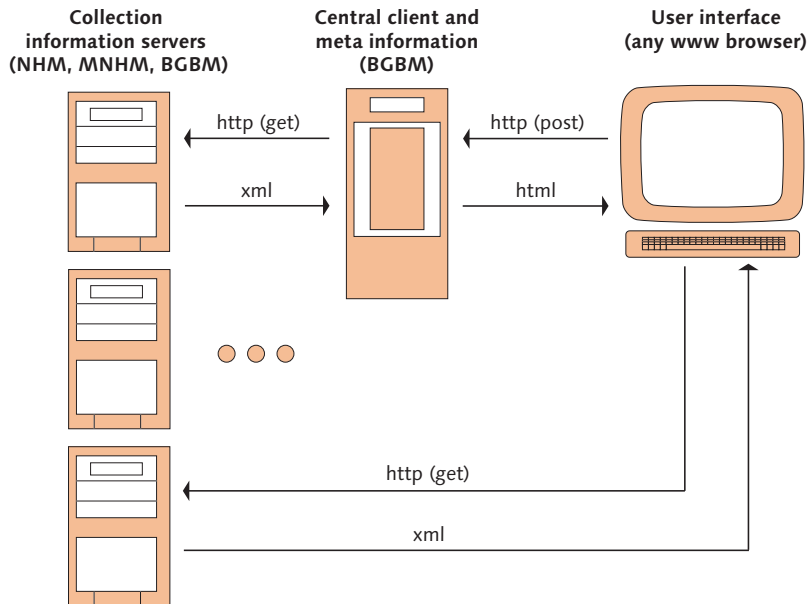 Collection
information servers
(NHM, MNHM, BGBM)
Central client and
meta information
(BGBM)
User interface
(any www browser)
http (get)
http (post)
xml
html
http (get)
xml